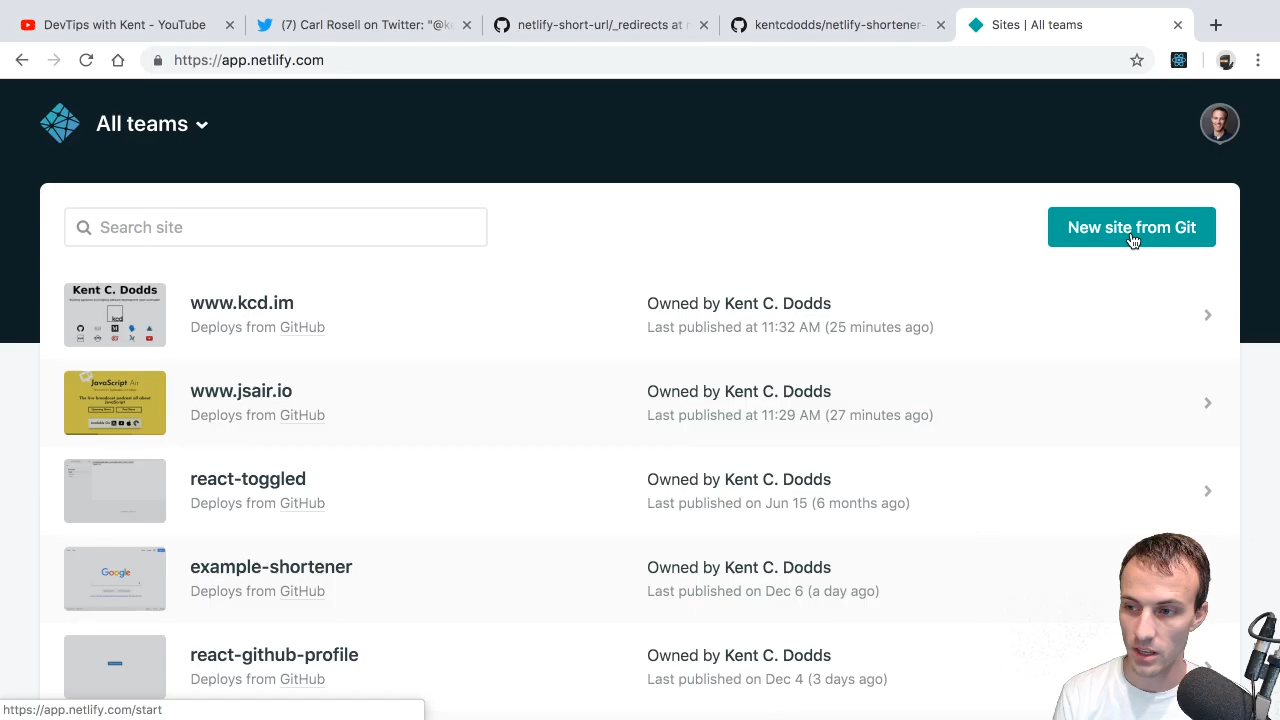 DevTips with Kent - YouTube
(7) Carl Rosell on Twitter: "@k
netlify-short-url/_redirects at
kentcdodds/netlify-shortener-
Sites | All teams
https://app.netlify.com
All teams
Search site
New site from Git
Kent C. Dodds
kcd
www.kcd.im
Owned by Kent C. Dodds
Deploys from GitHub
Last published at 11:32 AM (25 minutes ago)
JavaScript Air
www.jsair.io
Owned by Kent C. Dodds
Deploys from GitHub
Last published at 11:29 AM (27 minutes ago)
react-toggled
Owned by Kent C. Dodds
Deploys from GitHub
Last published on Jun 15 (6 months ago)
Google
example-shortener
Owned by Kent C. Dodds
Deploys from GitHub
Last published on Dec 6 (a day ago)
react-github-profile
Owned by Kent C. Dodds
Deploys from GitHub
Last published on Dec 4 (3 days ago)
https://app.netlify.com/start